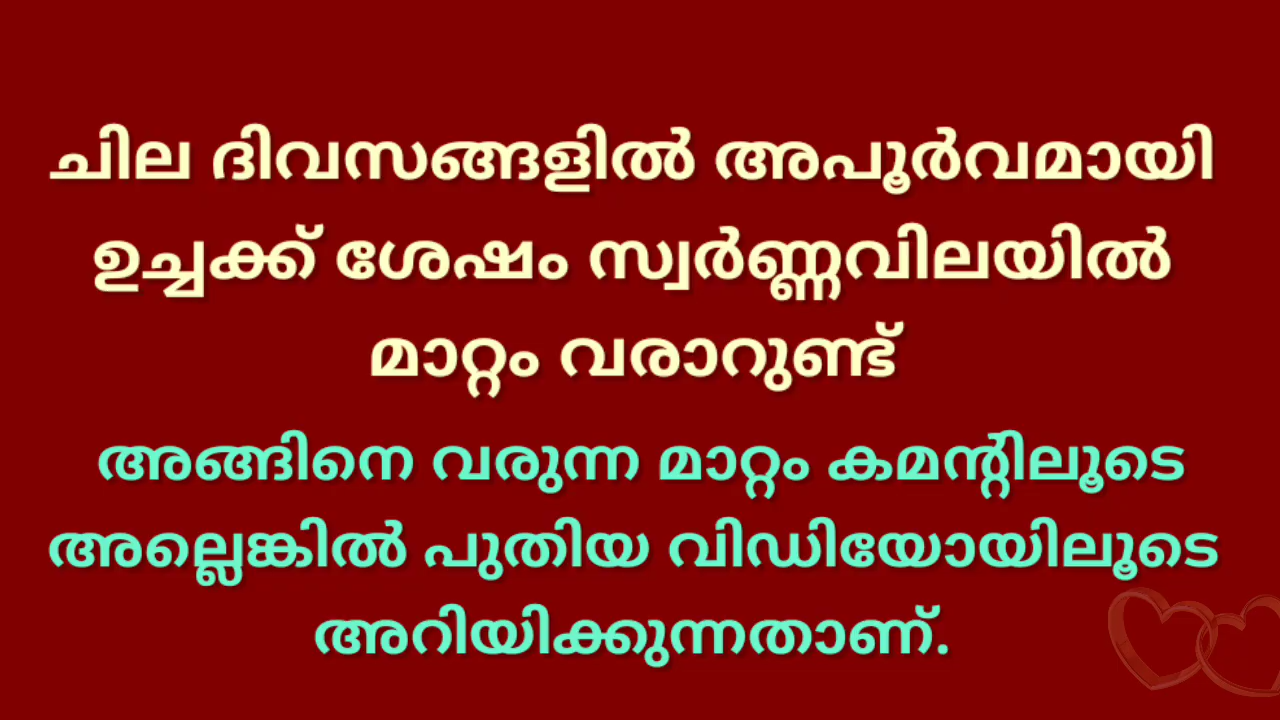 ചില ദിവസങ്ങളിൽ അപൂർവമായി
ഉച്ചക്ക് ശേഷം സ്വർണ്ണവിലയിൽ
മാറ്റം വരാറുണ്ട്
അങ്ങിനെ വരുന്ന മാറ്റം കമന്റിലൂടെ
അല്ലെങ്കിൽ പുതിയ വിഡിയോയിലൂടെ
അറിയിക്കുന്നതാണ്.